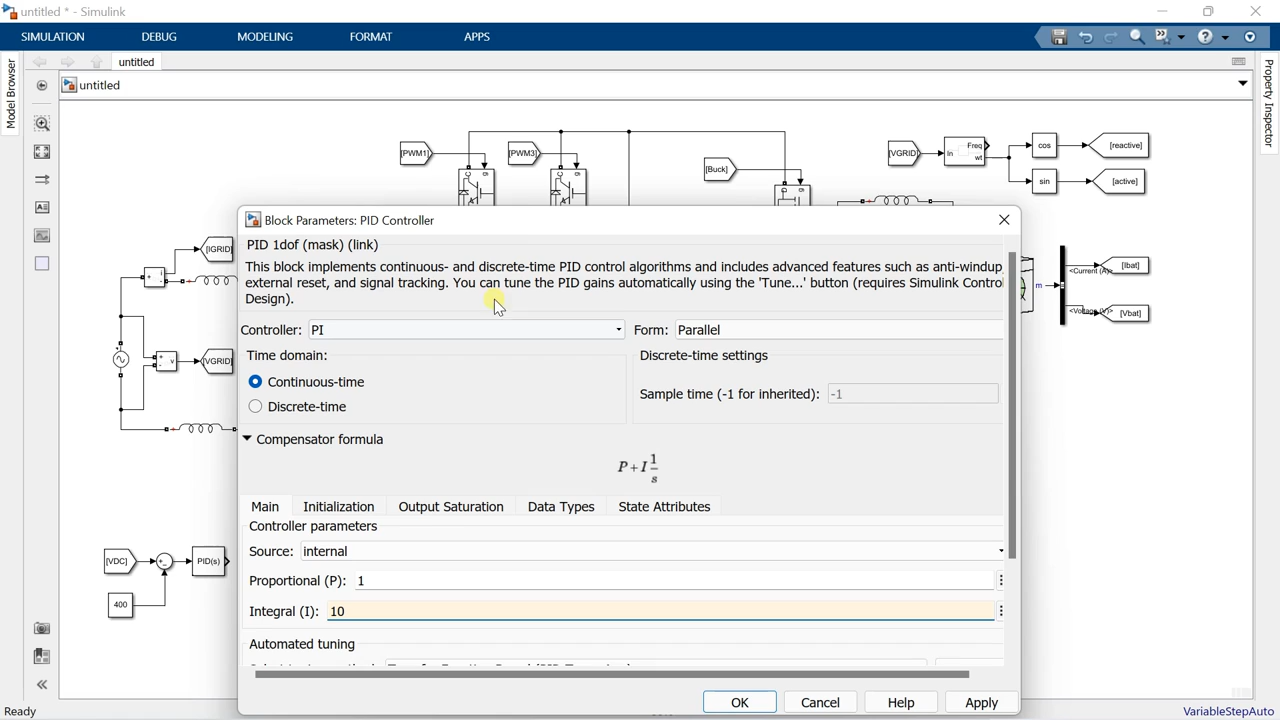 untitled * - Simulink
SIMULATION DEBUG MODELING FORMAT APPS
untitled
untitled
Model Browser
Property Inspector
[PWM1]
[PWM3]
[Buck]
[VGRID]
In Freq wt
cos
[reactive]
sin
[active]
[IGRID]
[VGRID]
m
<Current (A)>
[Ibat]
[Vbat]
[VDC]
PID(s)
400
Block Parameters: PID Controller
PID 1dof (mask) (link)
This block implements continuous- and discrete-time PID control algorithms and includes advanced features such as anti-windup,
external reset, and signal tracking. You can tune the PID gains automatically using the 'Tune...' button (requires Simulink Contro
Design).
Controller: PI Form: Parallel
Time domain: Discrete-time settings
Continuous-time
Sample time (-1 for inherited): -1
Discrete-time
Compensator formula
P+I 1/s
Main Initialization Output Saturation Data Types State Attributes
Controller parameters
Source: internal
Proportional (P): 1
Integral (I): 10
Automated tuning
OK Cancel Help Apply
Ready VariableStepAuto